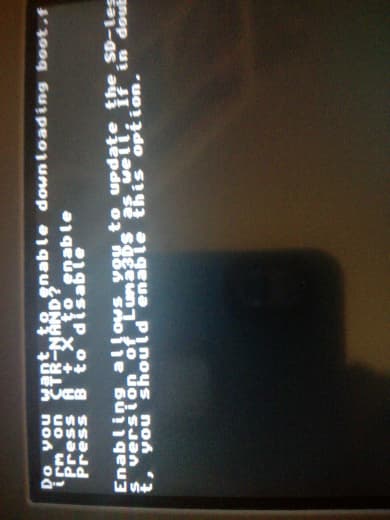 Do you want to enable downloading boot.f
irm on CTR-NAND?
Press A + X to enable
Press B to disable
Enabling allows you to update the SD-les
s version of Luma3DS as well. If in doub
t, you should enable this option.